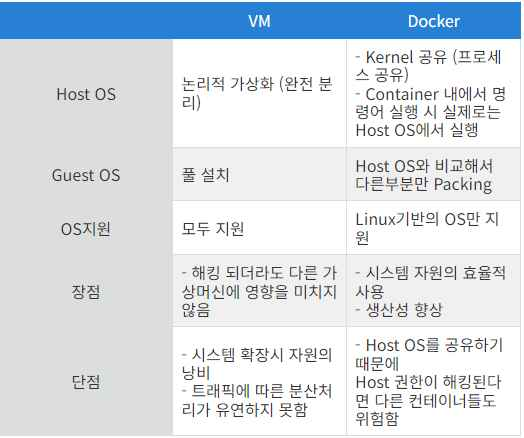 VM
Docker
Host OS
논리적 가상화 (완전 분
리)
- Kernel 공유 (프로세
스 공유)
- Container 내에서 명
령어 실행 시 실제로는
Host OS에서 실행
Guest OS
풀 설치
Host OS와 비교해서
다른부분만 Packing
OS지원
모두 지원
Linux기반의 OS만 지
원
장점
- 해킹 되더라도 다른 가
상머신에 영향을 미치지
않음
- 시스템 자원의 효율적
사용
- 생산성 향상
단점
- 시스템 확장시 자원의
낭비
- 트래픽에 따른 분산처
리가 유연하지 못함
- Host OS를 공유하기
때문에
Host 권한이 해킹된다
면 다른 컨테이너들도
위험함